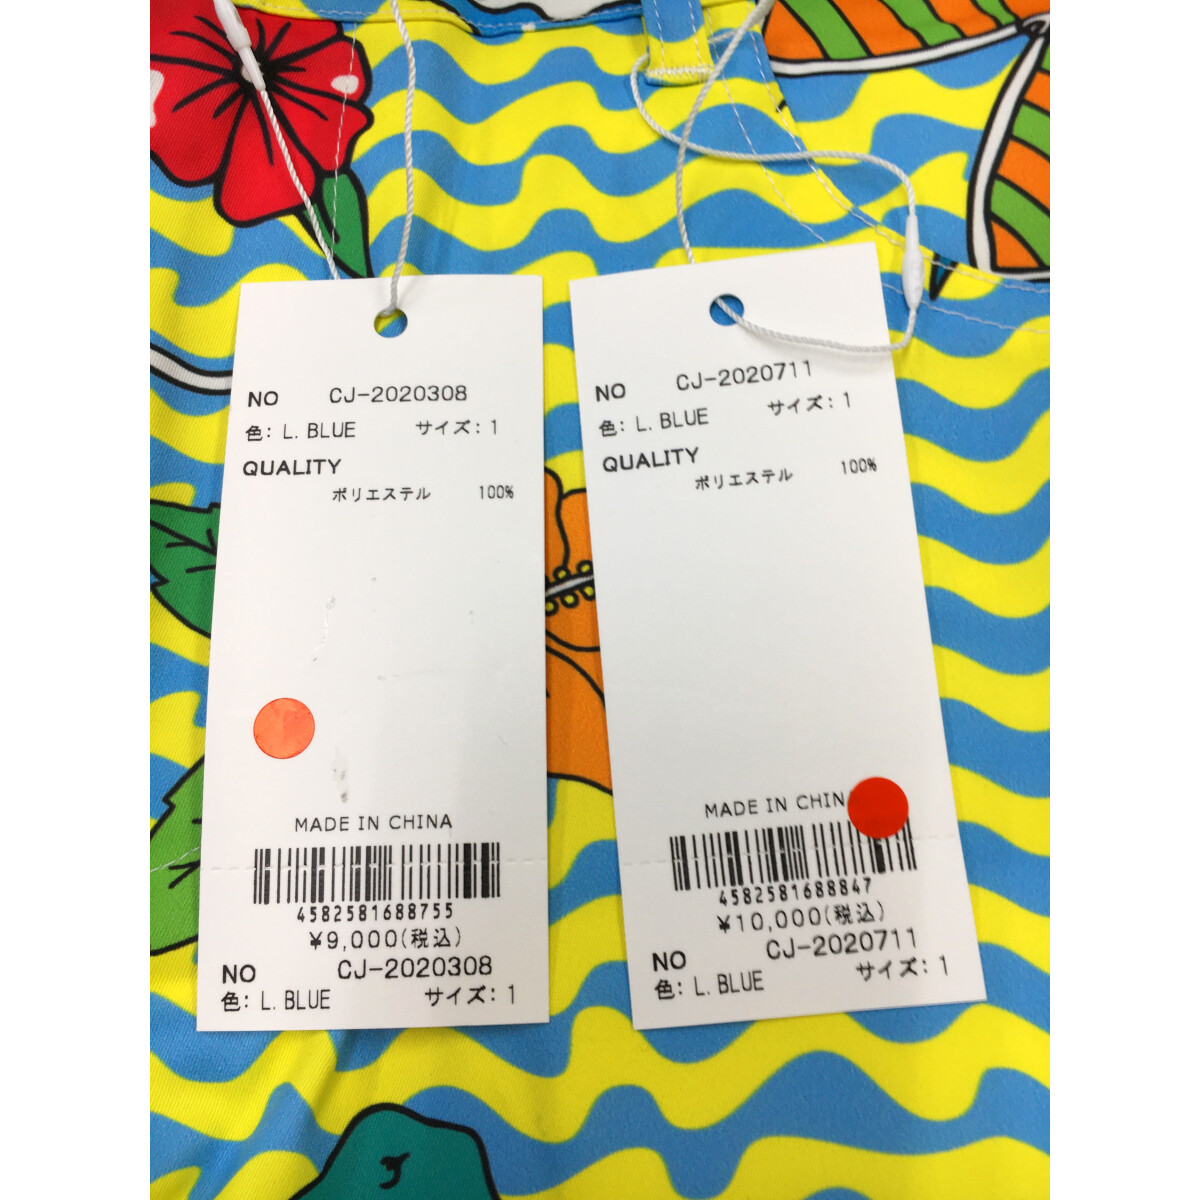 NO CJ-2020308
色: L. BLUE サイズ: 1
QUALITY
ポリエステル 100%
MADE IN CHINA
4582581688755
¥9,000(税込)
NO CJ-2020308
色: L. BLUE サイズ: 1
NO CJ-2020711
色: L. BLUE サイズ: 1
QUALITY
ポリエステル 100%
MADE IN CHIN
4582581688847
¥10,000(税込)
NO CJ-2020711
色: L. BLUE サイズ: 1